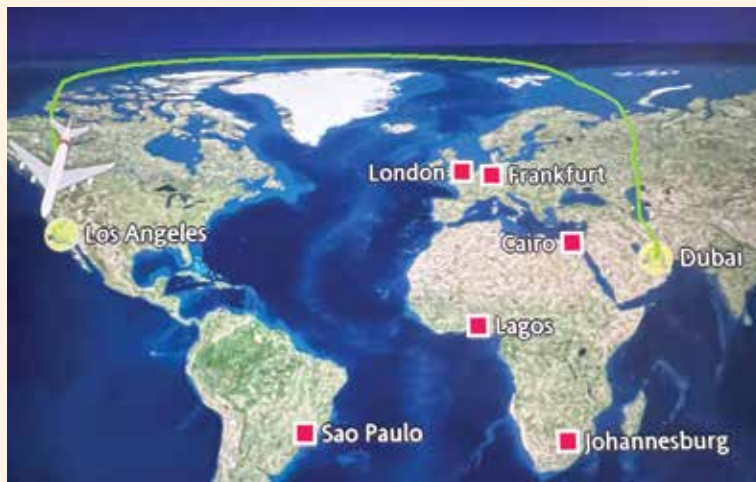 London
Frankfurt
Los Angeles
Cairo
Dubai
Lagos
Sao Paulo
Johannesburg